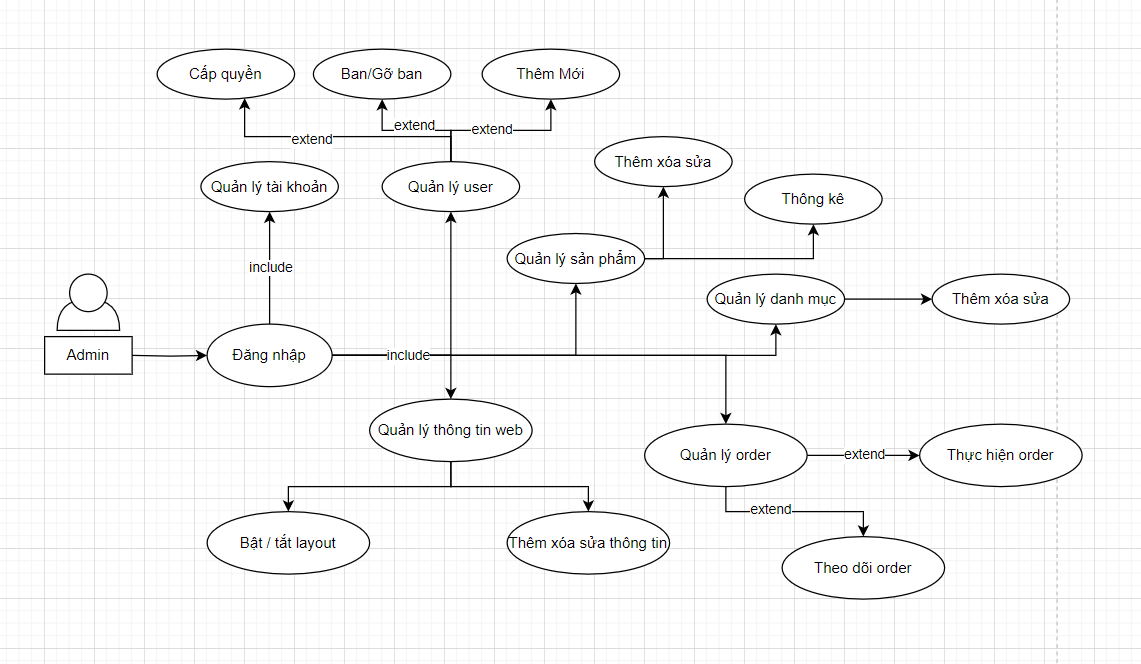 Cấp quyền
Ban/Gỡ ban
Thêm Mới
extend
extend
extend
Thêm xóa sửa
Quản lý tài khoản
Quản lý user
Thông kê
Quản lý sản phẩm
include
Quản lý danh mục
Thêm xóa sửa
Admin
Đăng nhập
include
Quản lý thông tin web
Quản lý order
extend
Thực hiện order
extend
Bật / tắt layout
Thêm xóa sửa thông tin
Theo dõi order